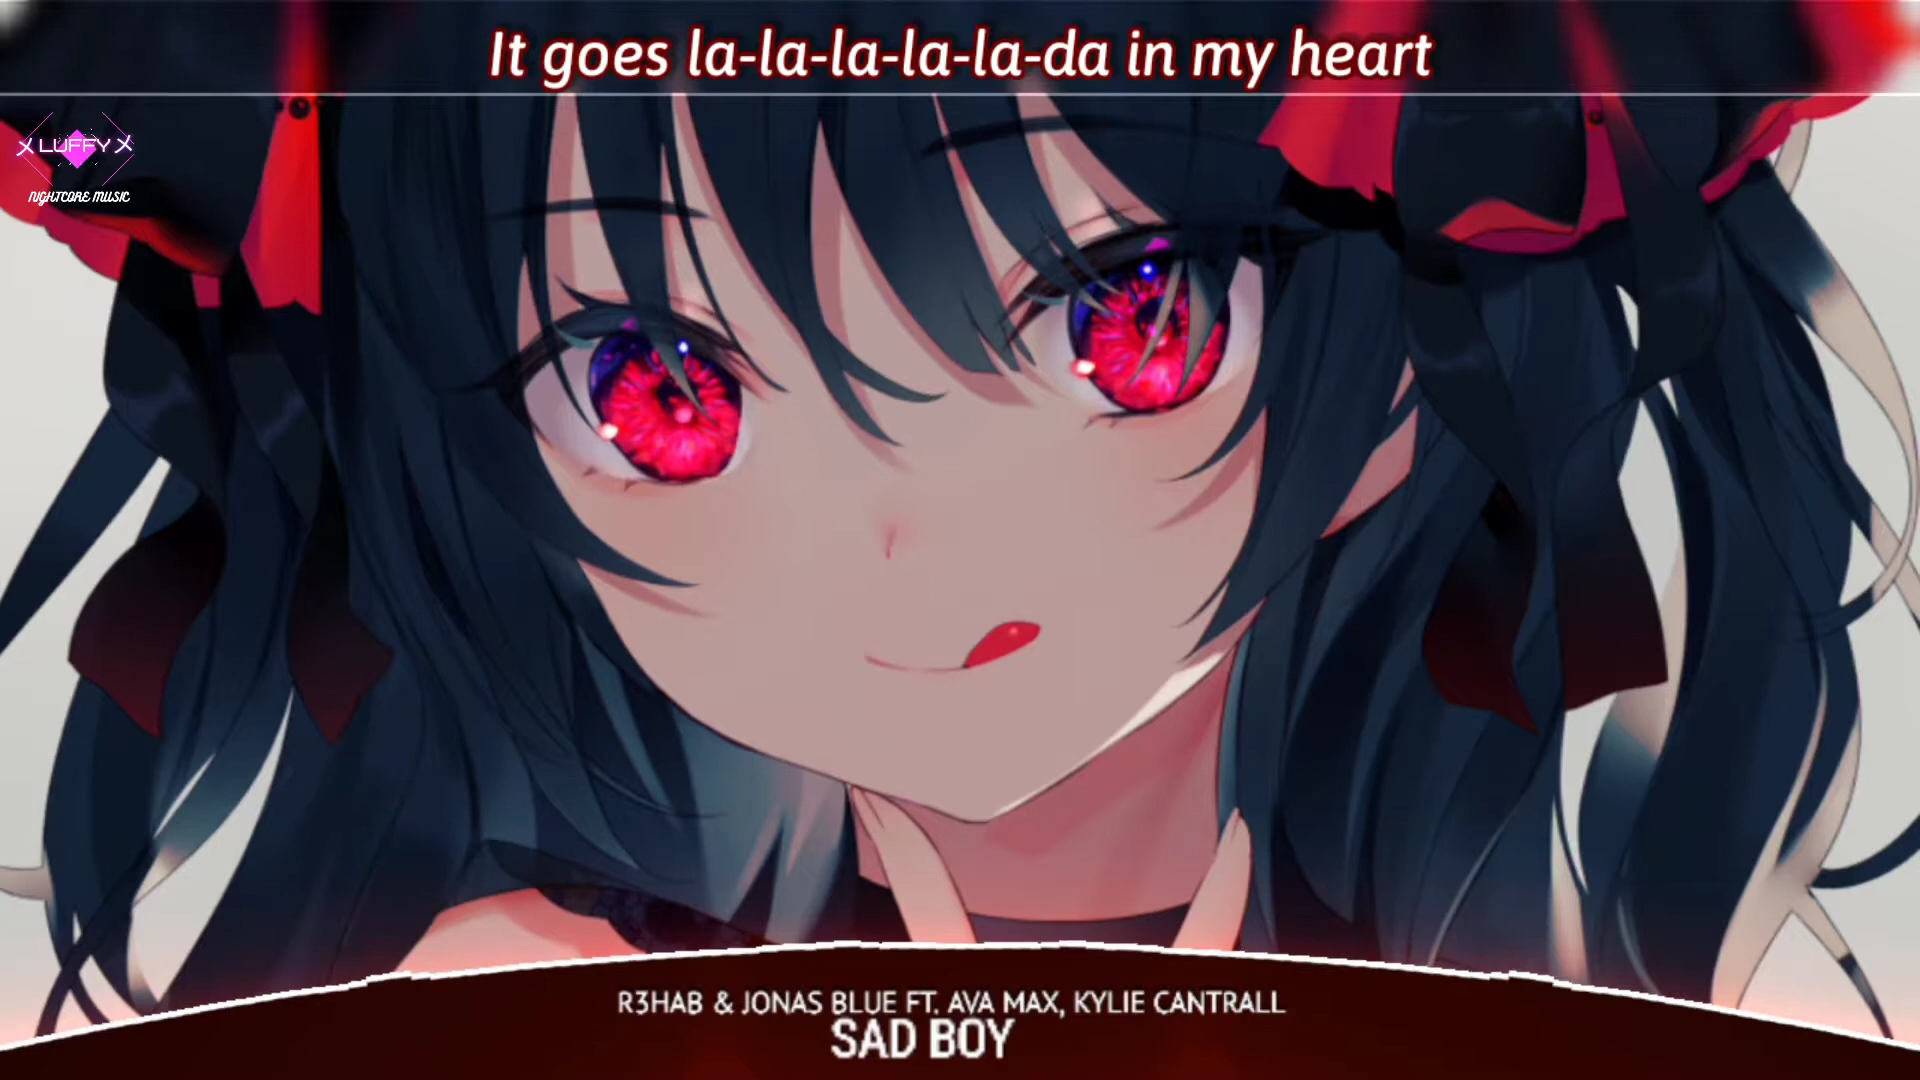 It goes la-la-la-la-la-da in my heart
X LUFFY X
NIGHTCORE MUSIC
R3HAB & JONAS BLUE FT. AVA MAX, KYLIE CANTRALL
SAD BOY